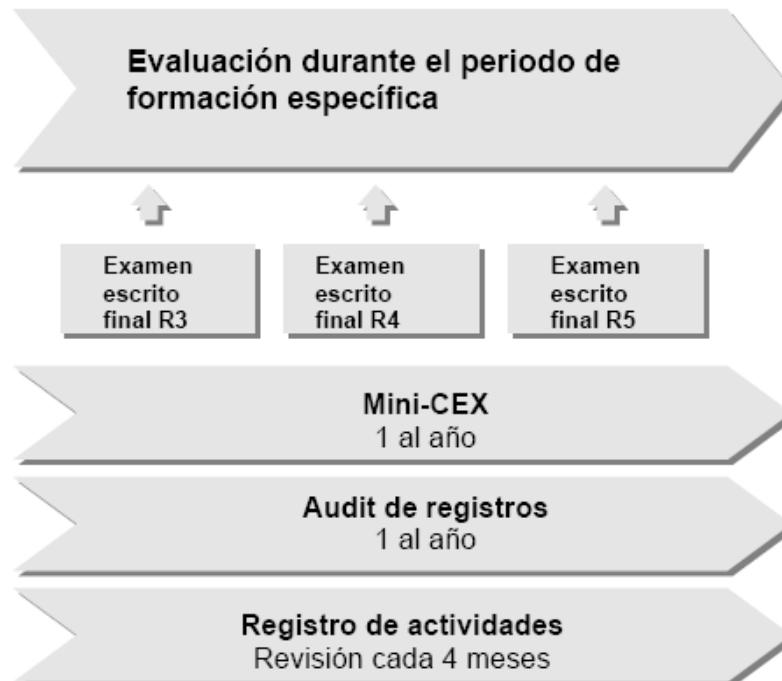 Evaluación durante el periodo de
formación específica
Examen
escrito
final R3
Examen
escrito
final R4
Examen
escrito
final R5
Mini-CEX
1 al año
Audit de registros
1 al año
Registro de actividades
Revisión cada 4 meses